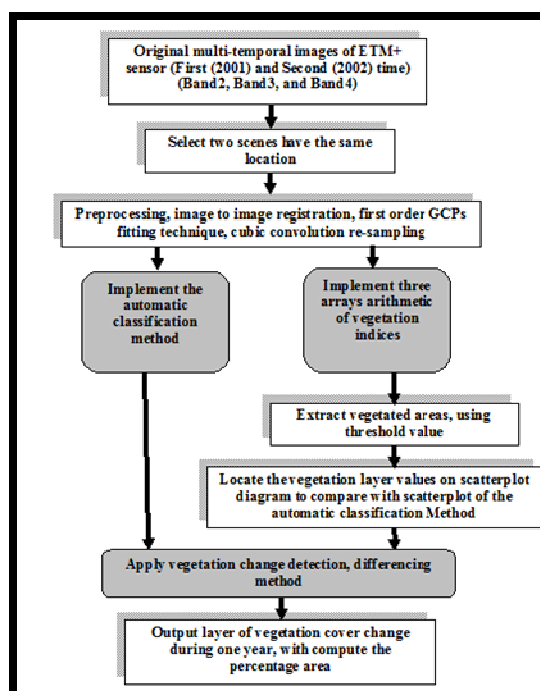 Original multi-temporal images of ETM+
sensor (First (2001) and Second (2002) time)
(Band2, Band3, and Band4)
Select two scenes have the same
location
Preprocessing, image to image registration, first order GCPs
fitting technique, cubic convolution re-sampling
Implement the
automatic
classification
method
Implement three
arrays arithmetic
of vegetation
indices
Extract vegetated areas, using
threshold value
Locate the vegetation layer values on scatterplot
diagram to compare with scatterplot of the
automatic classification Method
Apply vegetation change detection, differencing
method
Output layer of vegetation cover change
during one year, with compute the
percentage area